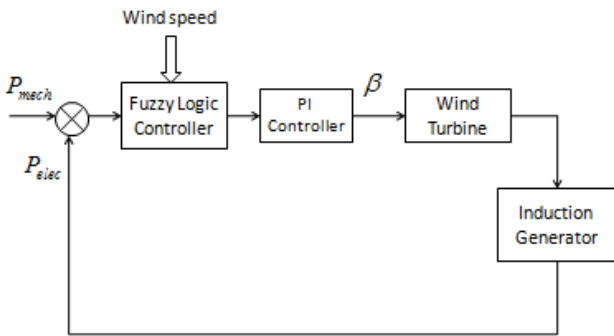 Wind speed
P_mech
Fuzzy Logic
Controller
PI
Controller
β
Wind
Turbine
P_elec
Induction
Generator